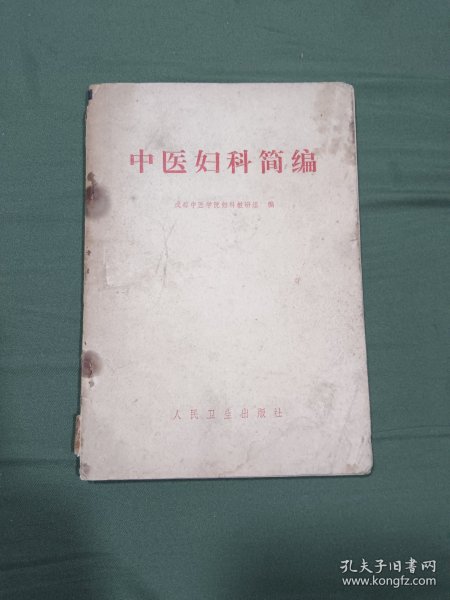 中医妇科简编
成都中医学院妇科教研组 编
人民卫生出版社
孔夫子旧书网
www.kongfz.com